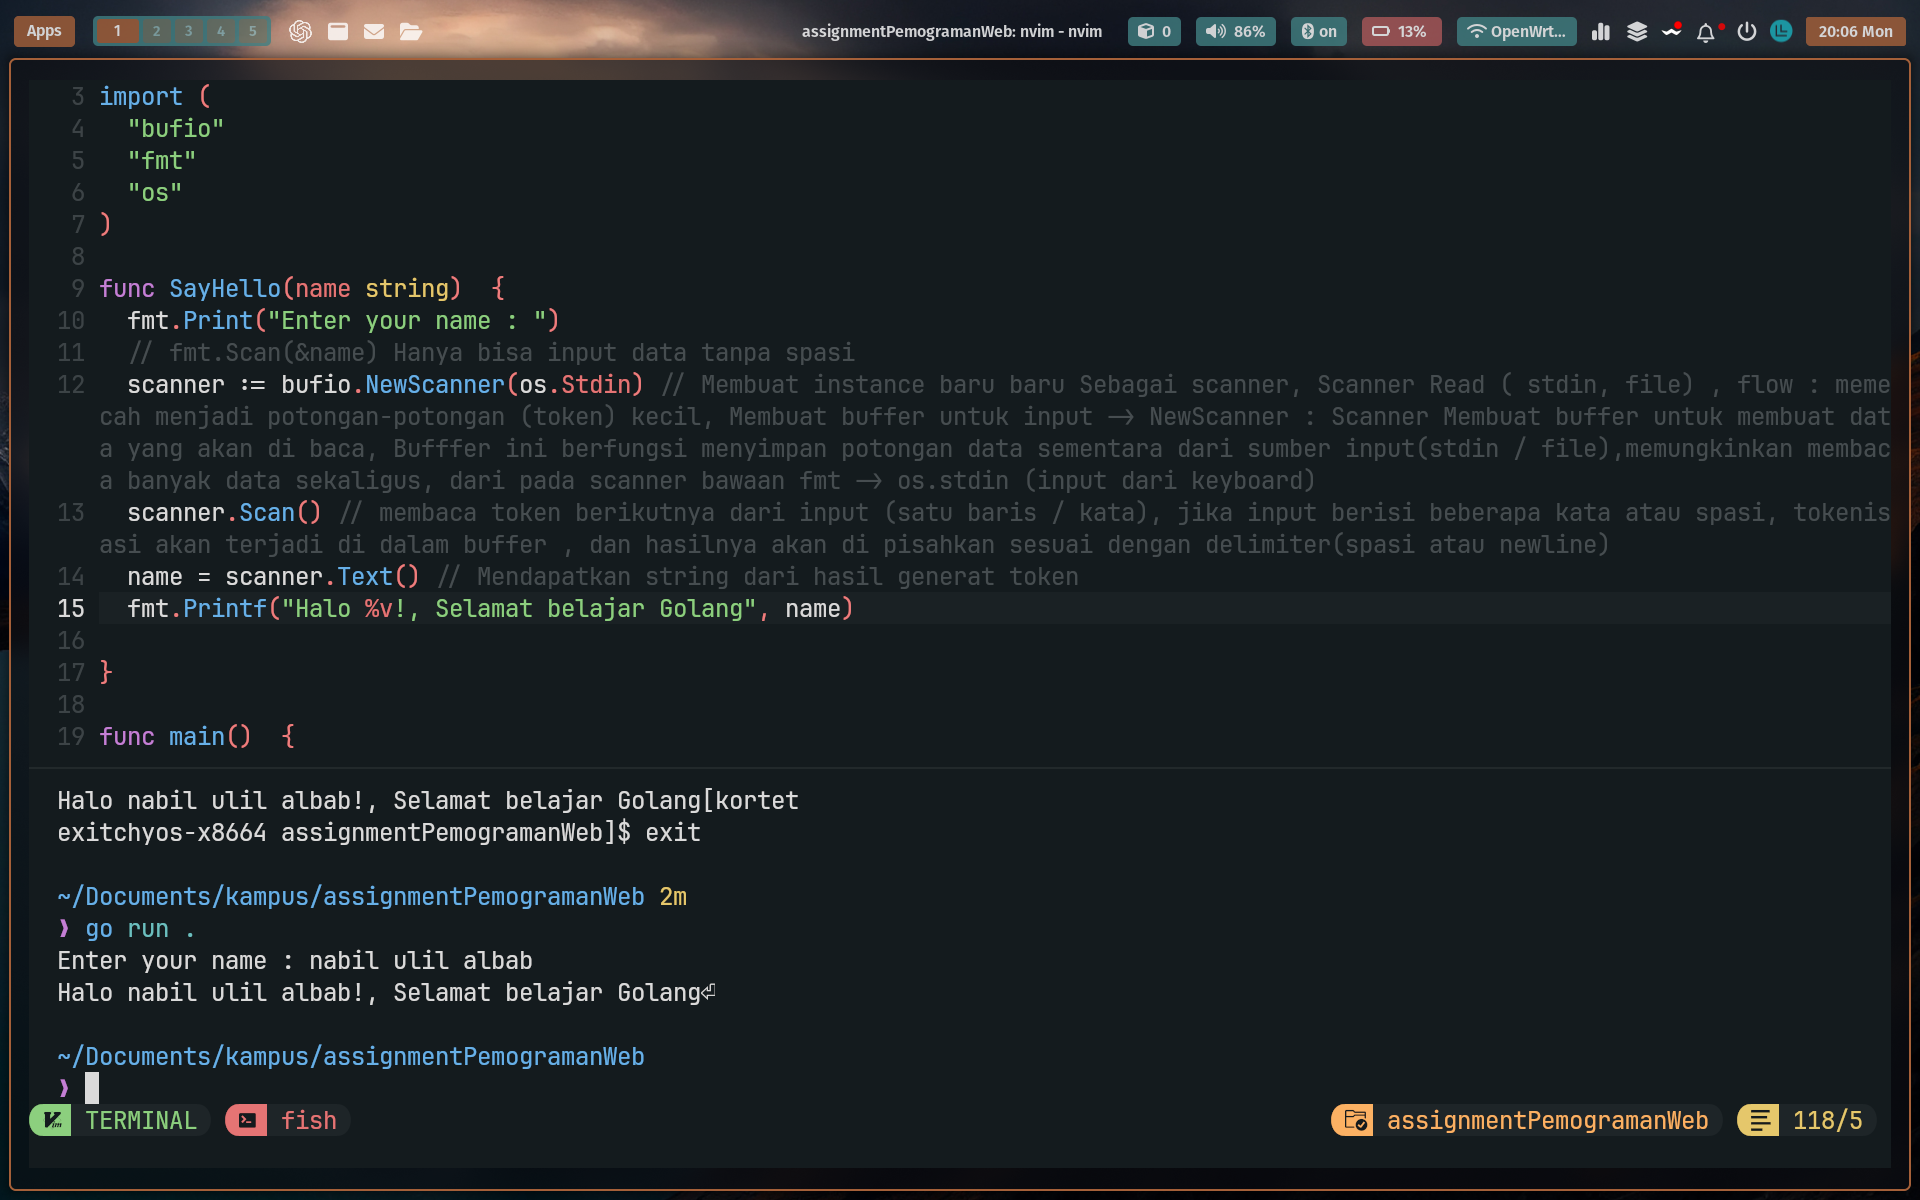 Apps 1 2 3 4 5 assignmentPemogramanWeb: nvim - nvim 0 86% on 13% OpenWrt... 20:06 Mon
3 import (
4 "bufio"
5 "fmt"
6 "os"
7 )
8
9 func SayHello(name string)  {
10 fmt.Print("Enter your name : ")
11 // fmt.Scan(&name) Hanya bisa input data tanpa spasi
12 scanner := bufio.NewScanner(os.Stdin) // Membuat instance baru baru Sebagai scanner, Scanner Read ( stdin, file) , flow : meme
cah menjadi potongan-potongan (token) kecil, Membuat buffer untuk input -> NewScanner : Scanner Membuat buffer untuk membuat dat
a yang akan di baca, Bufffer ini berfungsi menyimpan potongan data sementara dari sumber input(stdin / file),memungkinkan membac
a banyak data sekaligus, dari pada scanner bawaan fmt -> os.stdin (input dari keyboard)
13 scanner.Scan() // membaca token berikutnya dari input (satu baris / kata), jika input berisi beberapa kata atau spasi, tokenis
asi akan terjadi di dalam buffer , dan hasilnya akan di pisahkan sesuai dengan delimiter(spasi atau newline)
14 name = scanner.Text() // Mendapatkan string dari hasil generat token
15 fmt.Printf("Halo %v!, Selamat belajar Golang", name)
16
17 }
18
19 func main()  {
Halo nabil ulil albab!, Selamat belajar Golang[kortet
exitchyos-x8664 assignmentPemogramanWeb]$ exit
~/Documents/kampus/assignmentPemogramanWeb 2m
❱ go run .
Enter your name : nabil ulil albab
Halo nabil ulil albab!, Selamat belajar Golang⏎
~/Documents/kampus/assignmentPemogramanWeb
❱
TERMINAL fish assignmentPemogramanWeb 118/5